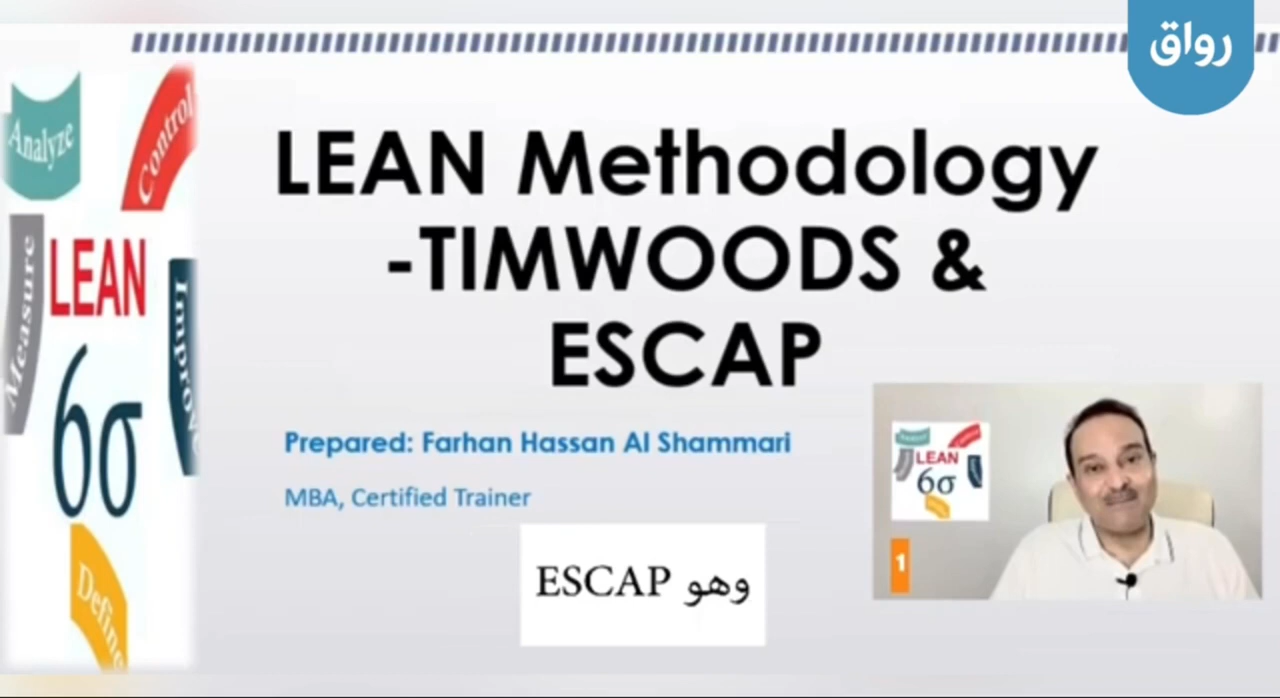 رواق
Analyze
Control
Measure
LEAN
Improve
6σ
Define
LEAN Methodology
-TIMWOODS &
ESCAP
Prepared: Farhan Hassan Al Shammari
MBA, Certified Trainer
وهو ESCAP
LEAN
6σ
1